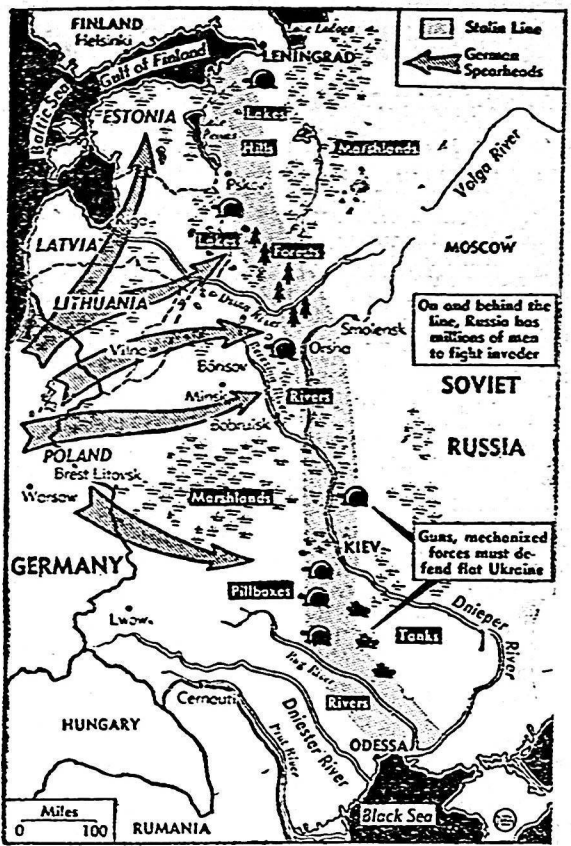 FINLAND
Helsinki
Gulf of Finland
Baltic Sea
Lake Ladoga
LENINGRAD
Stalin Line
German
Spearheads
ESTONIA
Lakes
Hills
Marshlands
Volga River
Pskov
Riga
LATVIA
Lakes
Forests
MOSCOW
LITHUANIA
River
Smolensk
On and behind the
line, Russia has
millions of men
to fight invader
Vilna
Orsha
Borisov
SOVIET
RUSSIA
Minsk
Rivers
Bobruisk
POLAND
Brest Litovsk
Warsaw
Marshlands
GERMANY
KIEV
Guns, mechanized
forces must de-
fend flat Ukraine
Pillboxes
Dnieper
River
Tanks
Lwow
Bug River
Rivers
Cernauti
Dniester River
Prut River
HUNGARY
ODESSA
Miles
0 100
RUMANIA
Black Sea